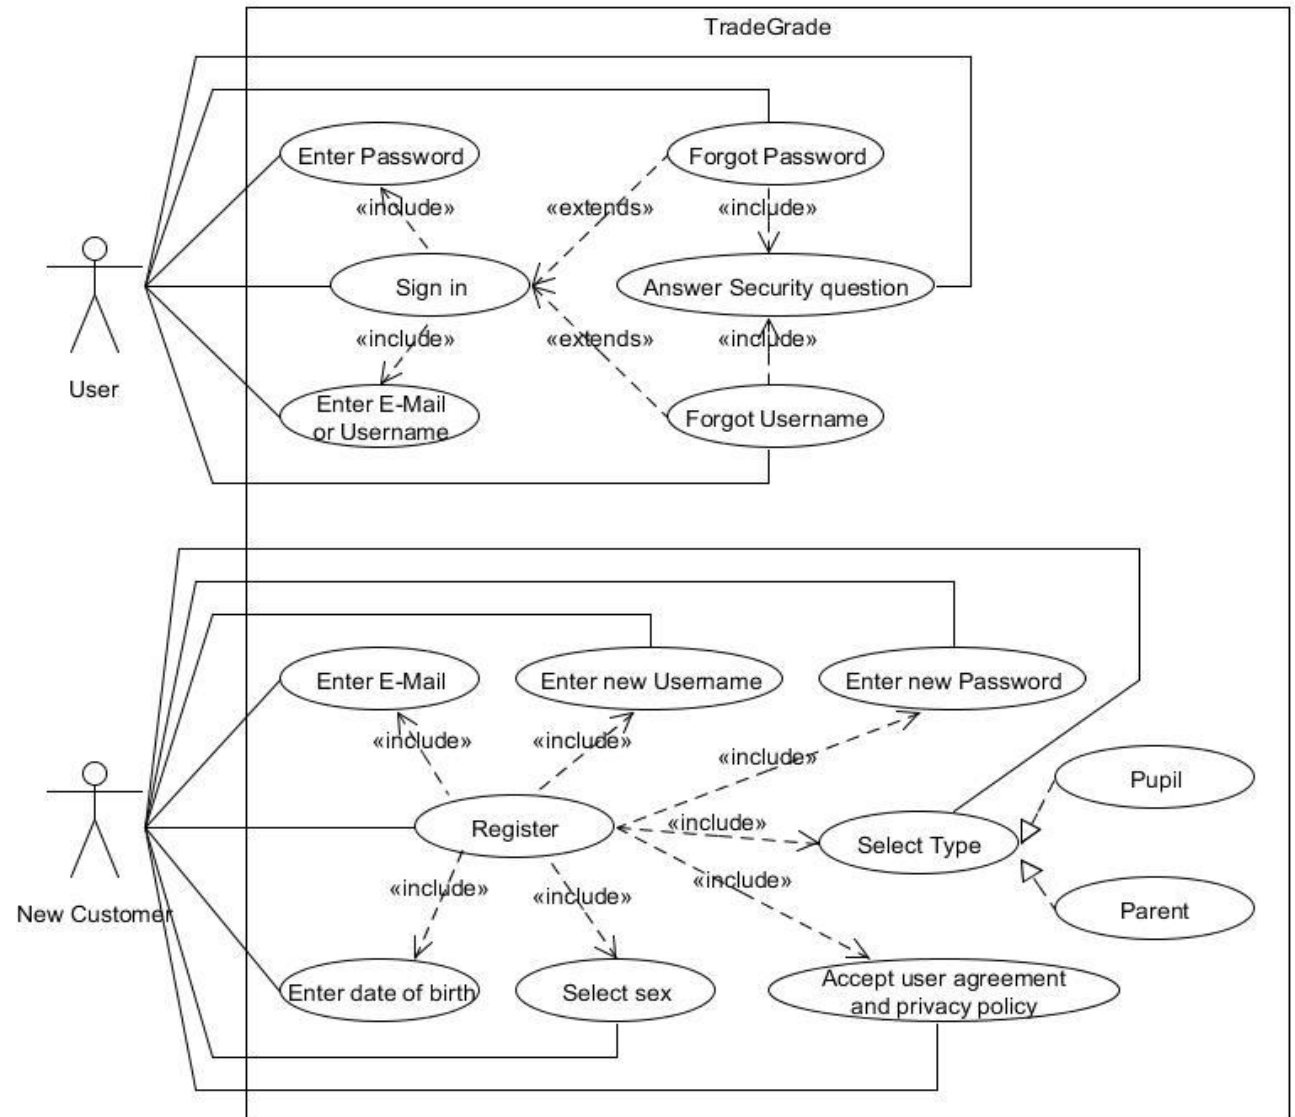 TradeGrade
Enter Password
Forgot Password
«include»
«extends»
«include»
Sign in
Answer Security question
«include»
«extends»
«include»
User
Enter E-Mail
or Username
Forgot Username
Enter E-Mail
Enter new Username
Enter new Password
«include»
«include»
«include»
Pupil
Register
«include»
Select Type
«include»
«include»
«include»
New Customer
Parent
Enter date of birth
Select sex
Accept user agreement
and privacy policy